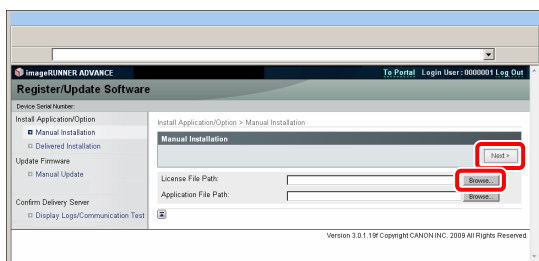 imageRUNNER ADVANCE
To Portal Login User : 0000001 Log Out
Register/Update Software
Device Serial Number:
Install Application/Option
Manual Installation
Delivered Installation
Update Firmware
Manual Update
Confirm Delivery Server
Display Logs/Communication Test
Install Application/Option > Manual Installation
Manual Installation
Next >
License File Path:
Browse...
Application File Path:
Browse...
Version 3.0.1.19f Copyright CANON INC. 2009 All Rights Reserved